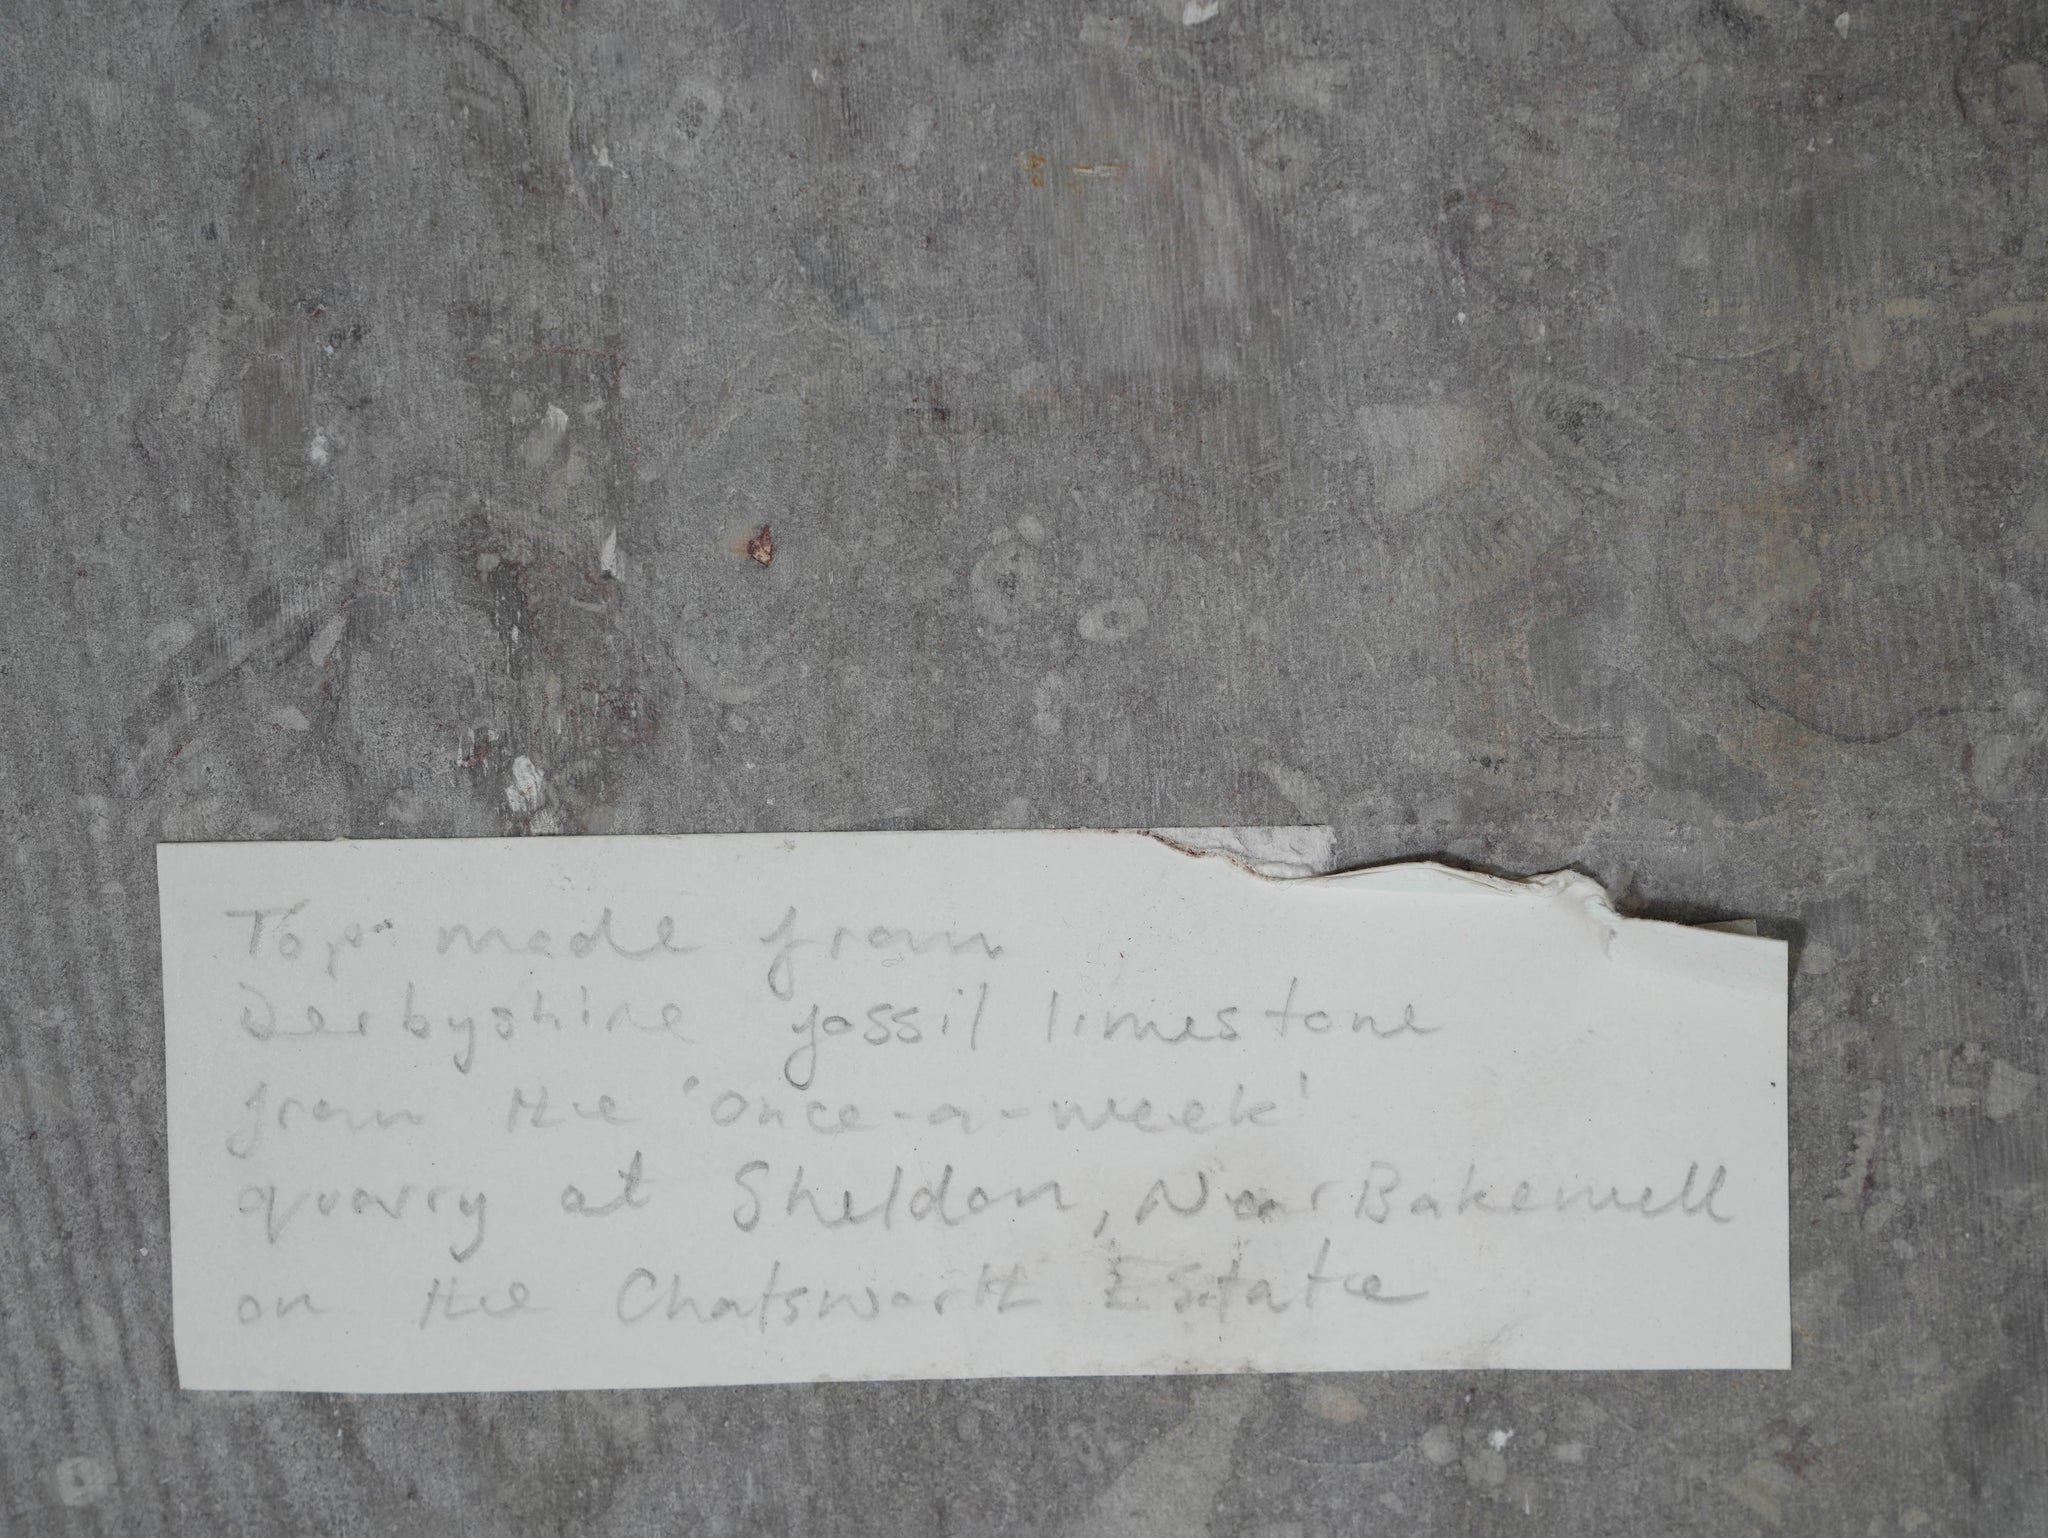 Top made from
Derbyshire fossil limestone
from the 'once-a-week'
quarry at Sheldon, Near Bakewell
on the Chatsworth Estate